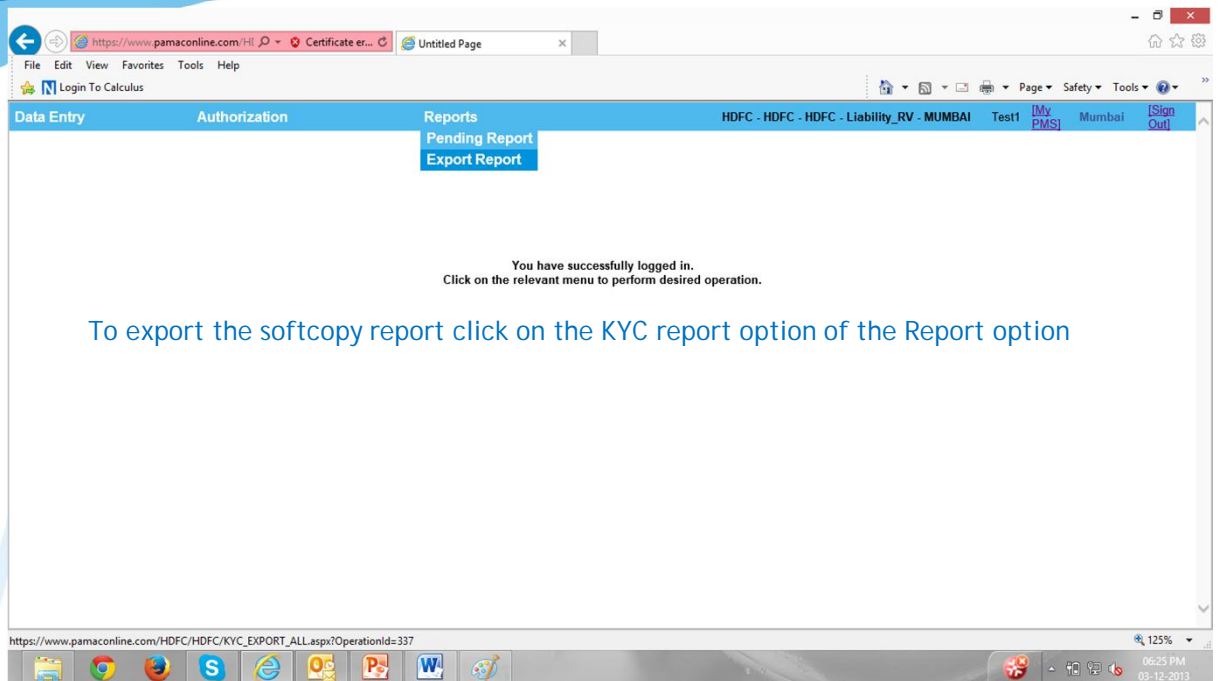 https://www.pamaconline.com/HI
Certificate er...
Untitled Page
File Edit View Favorites Tools Help
N Login To Calculus
Page Safety Tools
Data Entry Authorization Reports HDFC - HDFC - HDFC - Liability_RV - MUMBAI Test1 [My PMS] Mumbai [Sign Out]
Pending Report
Export Report
You have successfully logged in.
Click on the relevant menu to perform desired operation.
To export the softcopy report click on the KYC report option of the Report option
https://www.pamaconline.com/HDFC/HDFC/KYC_EXPORT_ALL.aspx?OperationId=337
125%
06:25 PM
03-12-2013